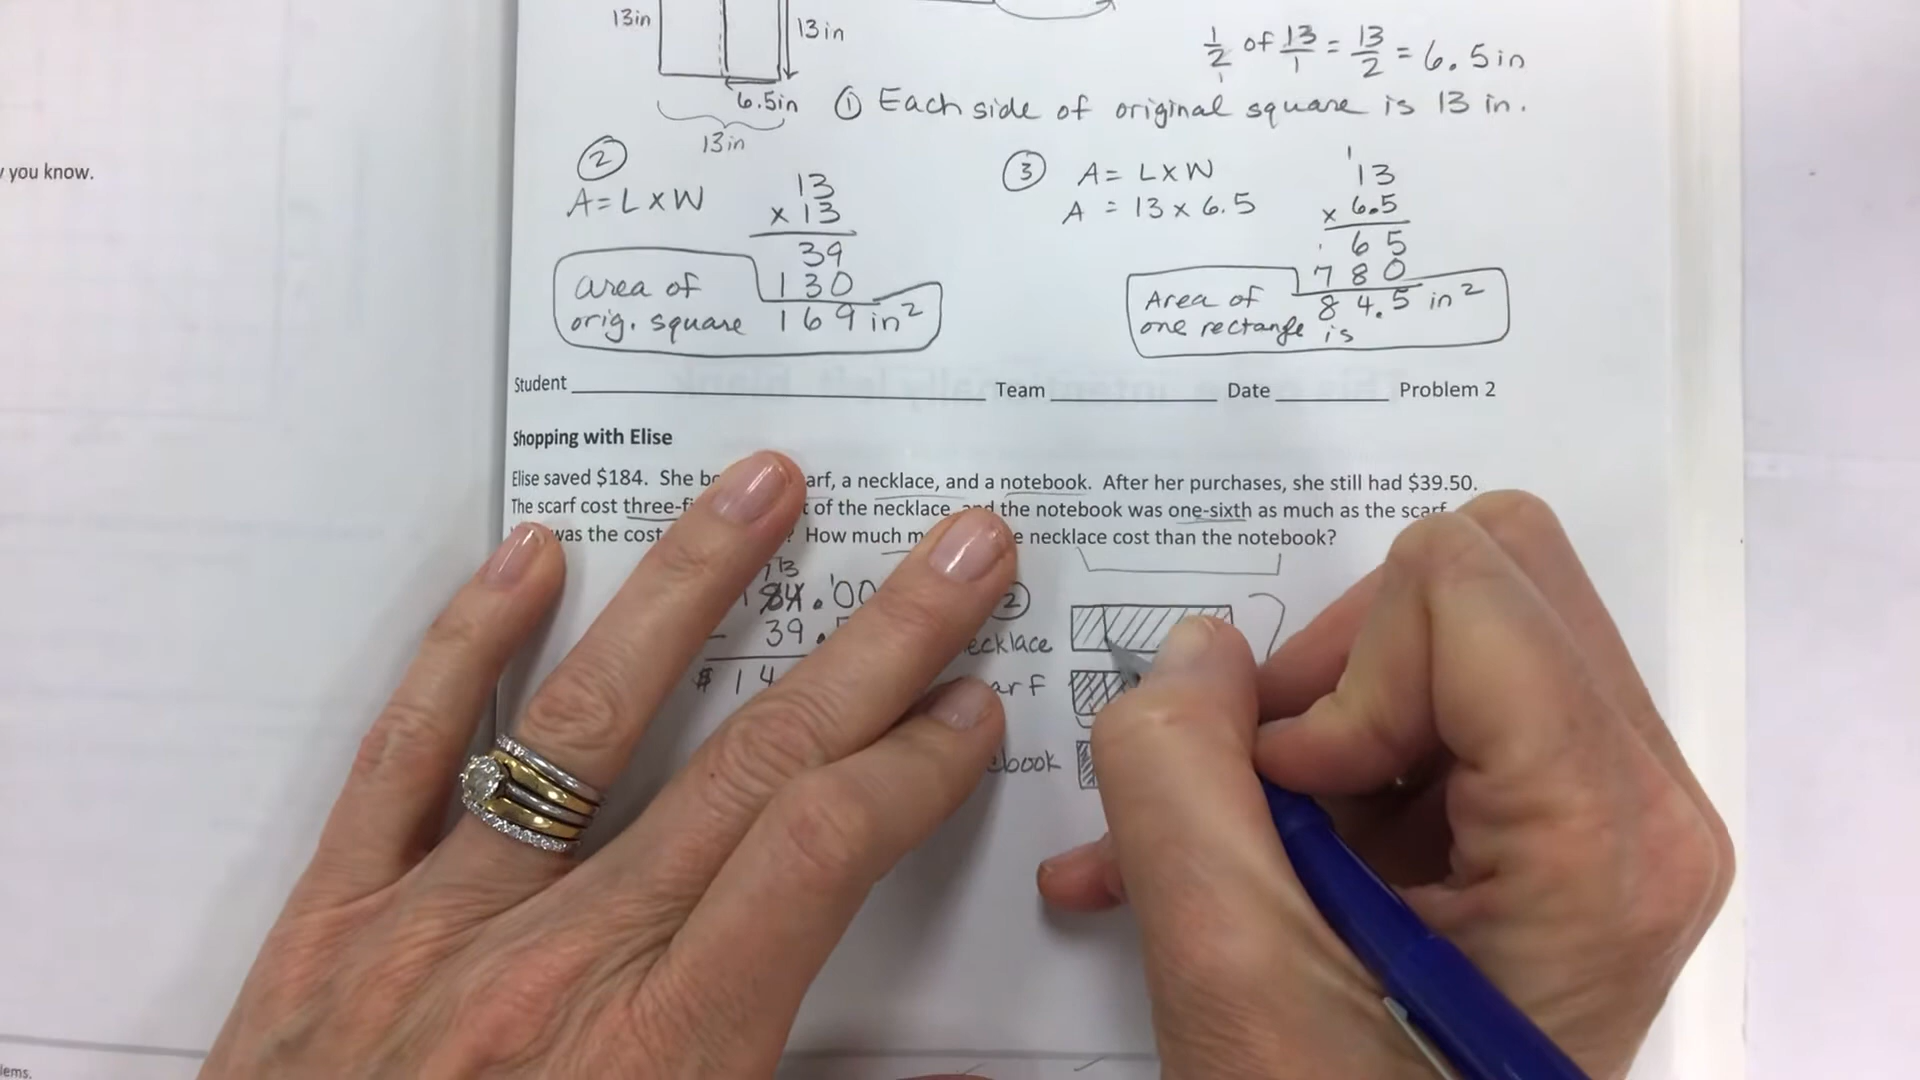 13in
13in
6.5in
13in
1/2 of 13/1 = 13/2 = 6.5in
① Each side of original square is 13 in.
y you know.
②
A=LxW
13
x 13
39
130
169 in²
area of
orig. square
③ A = LxW
A = 13 x 6.5
1
13
x 6.5
65
780
84.5 in²
Area of
one rectangle is
Student Team Date Problem 2
Shopping with Elise
Elise saved $184. She arf, a necklace, and a notebook. After her purchases, she still had $39.50.
The scarf cost of the necklace the notebook was one-sixth as much as the scarf
was the cost ? How much necklace cost than the notebook?
184.00
- 39.
$ 14
②
ecklace
arf
ebook
lems.